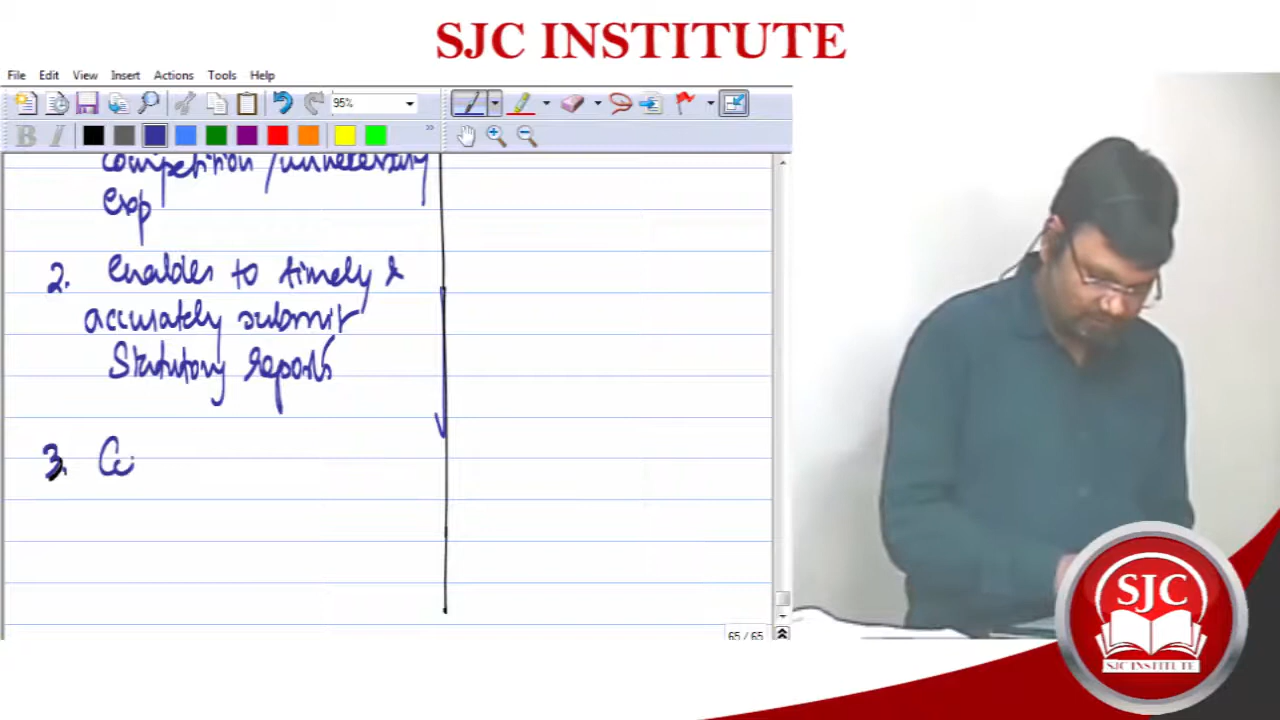 SJC INSTITUTE
File Edit View Insert Actions Tools Help
95%
B I
competition / unnecessary
Exp
2. enables to timely &
accurately submit
Statutory reports
3. Co
65 / 65
SJC
SJC INSTITUTE